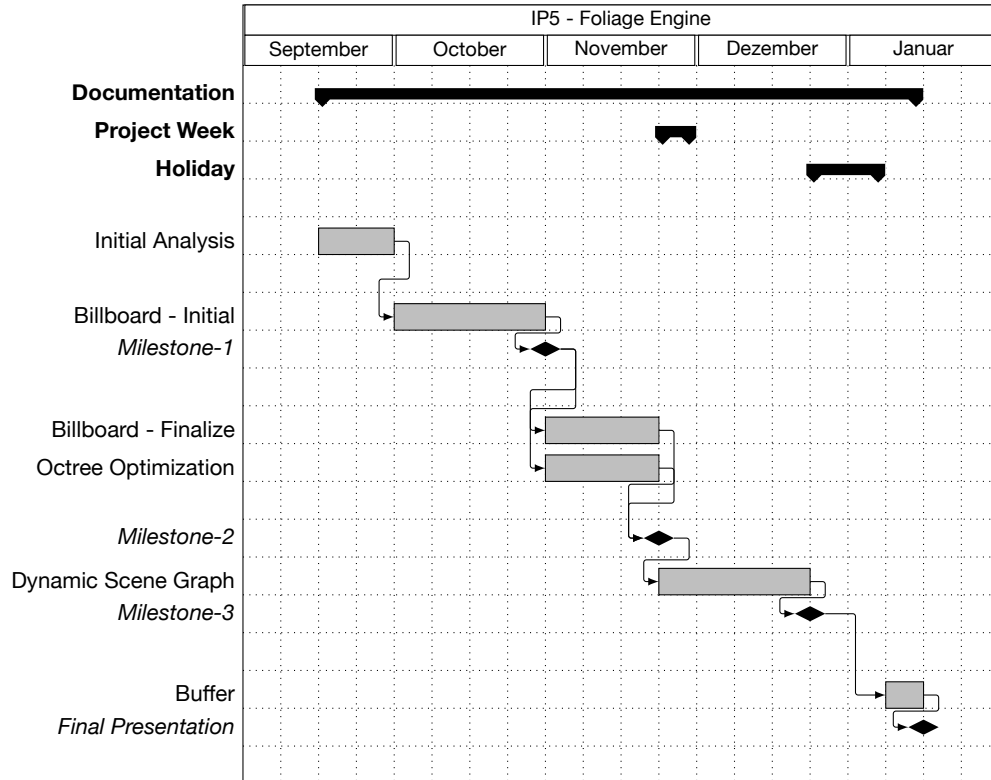 IP5 - Foliage Engine
September October November Dezember Januar
Documentation
Project Week
Holiday
Initial Analysis
Billboard - Initial
Milestone-1
Billboard - Finalize
Octree Optimization
Milestone-2
Dynamic Scene Graph
Milestone-3
Buffer
Final Presentation